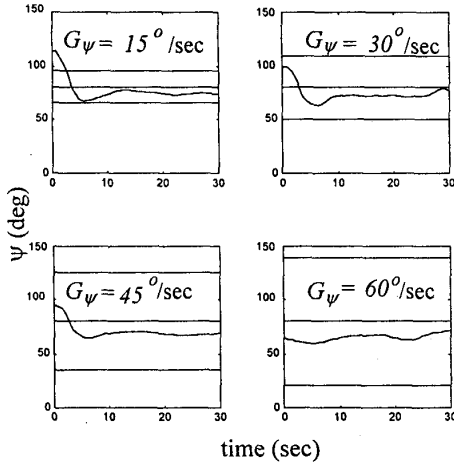 150
G_ψ = 15°/sec
100
50
0
0 10 20 30
150
G_ψ = 30°/sec
100
50
0
0 10 20 30
ψ (deg)
150
100
G_ψ = 45°/sec
50
0
0 10 20 30
150
100
G_ψ = 60°/sec
50
0
0 10 20 30
time (sec)